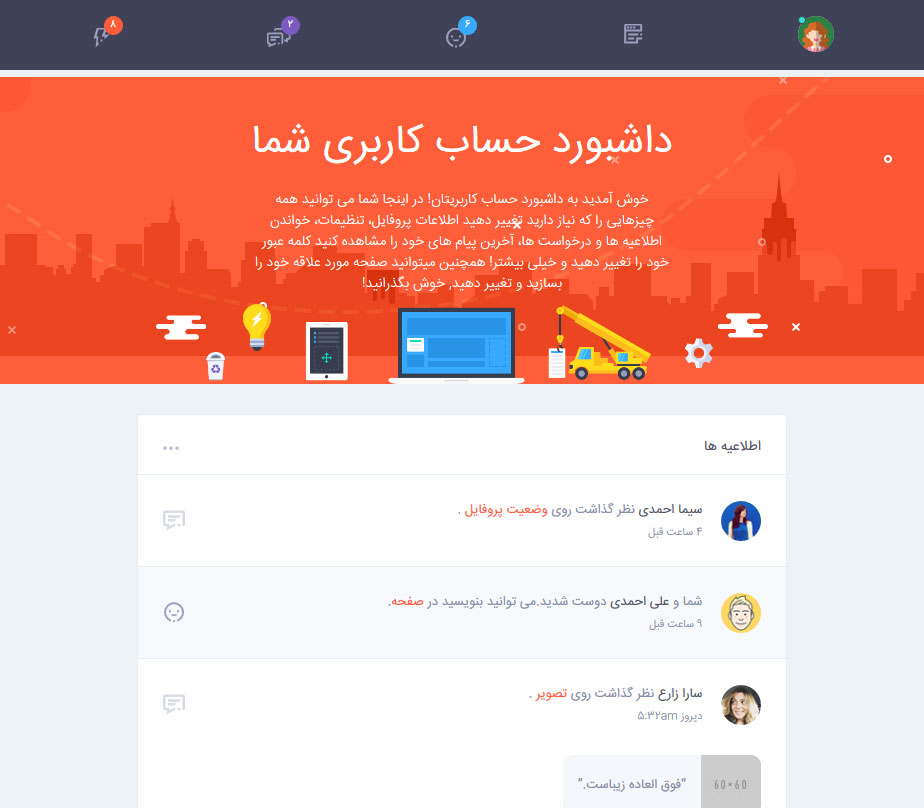 ۶
۲
۸
داشبورد حساب کاربری شما
خوش آمدید به داشبورد حساب کاربریتان! در اینجا شما می توانید همه
چیزهایی را که نیاز دارید تغییر دهید اطلاعات پروفایل، تنظیمات، خواندن
اطلاعیه ها و درخواست ها، آخرین پیام های خود را مشاهده کنید کلمه عبور
خود را تغییر دهید و خیلی بیشتر! همچنین میتوانید صفحه مورد علاقه خود را
بسازید و تغییر دهید, خوش بگذرانید!
اطلاعیه ها
سیما احمدی نظر گذاشت روی وضعیت پروفایل .
۴ ساعت قبل
شما و علی احمدی دوست شدید.می توانید بنویسید در صفحه.
۹ ساعت قبل
سارا زارع نظر گذاشت روی تصویر .
دیروز ۵:۳۲am
60×60
“فوق العاده زیباست.”